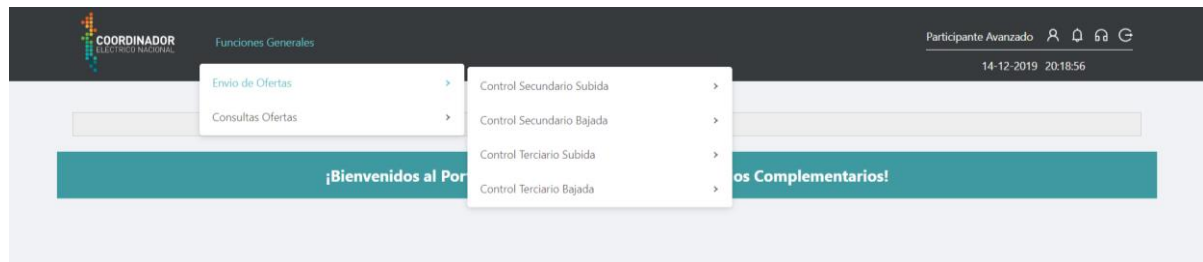 COORDINADOR
ELÉCTRICO NACIONAL
Funciones Generales
Participante Avanzado
14-12-2019 20:18:56
Envio de Ofertas
Consultas Ofertas
Control Secundario Subida
Control Secundario Bajada
Control Terciario Subida
Control Terciario Bajada
¡Bienvenidos al Por os Complementarios!